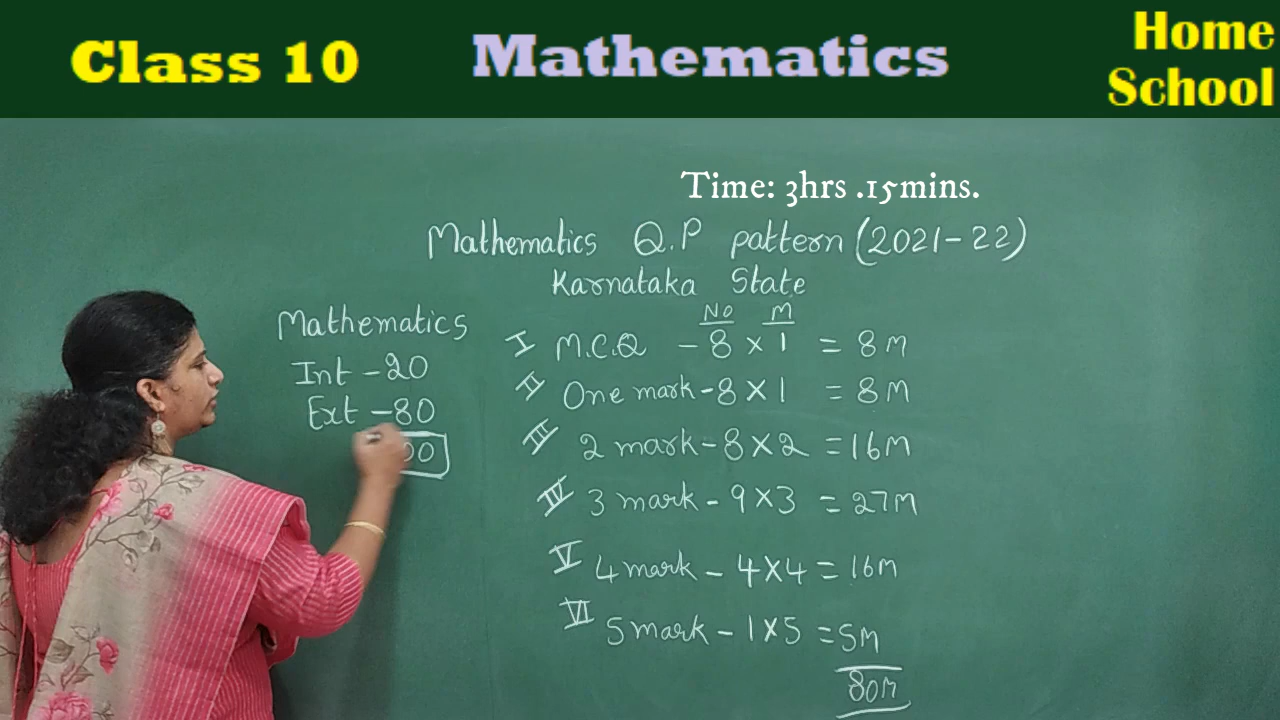 Class 10 Mathematics Home School
Time: 3hrs .15mins.
Mathematics Q.P pattern (2021-22)
Karnataka State
Mathematics
Int - 20
Ext - 80
00
No M
I M.C.Q - 8 × 1 = 8M
II One mark - 8 × 1 = 8M
III 2 mark - 8 × 2 = 16M
IV 3 mark - 9 × 3 = 27M
V 4 mark - 4 × 4 = 16M
VI 5 mark - 1 × 5 = 5M
80M